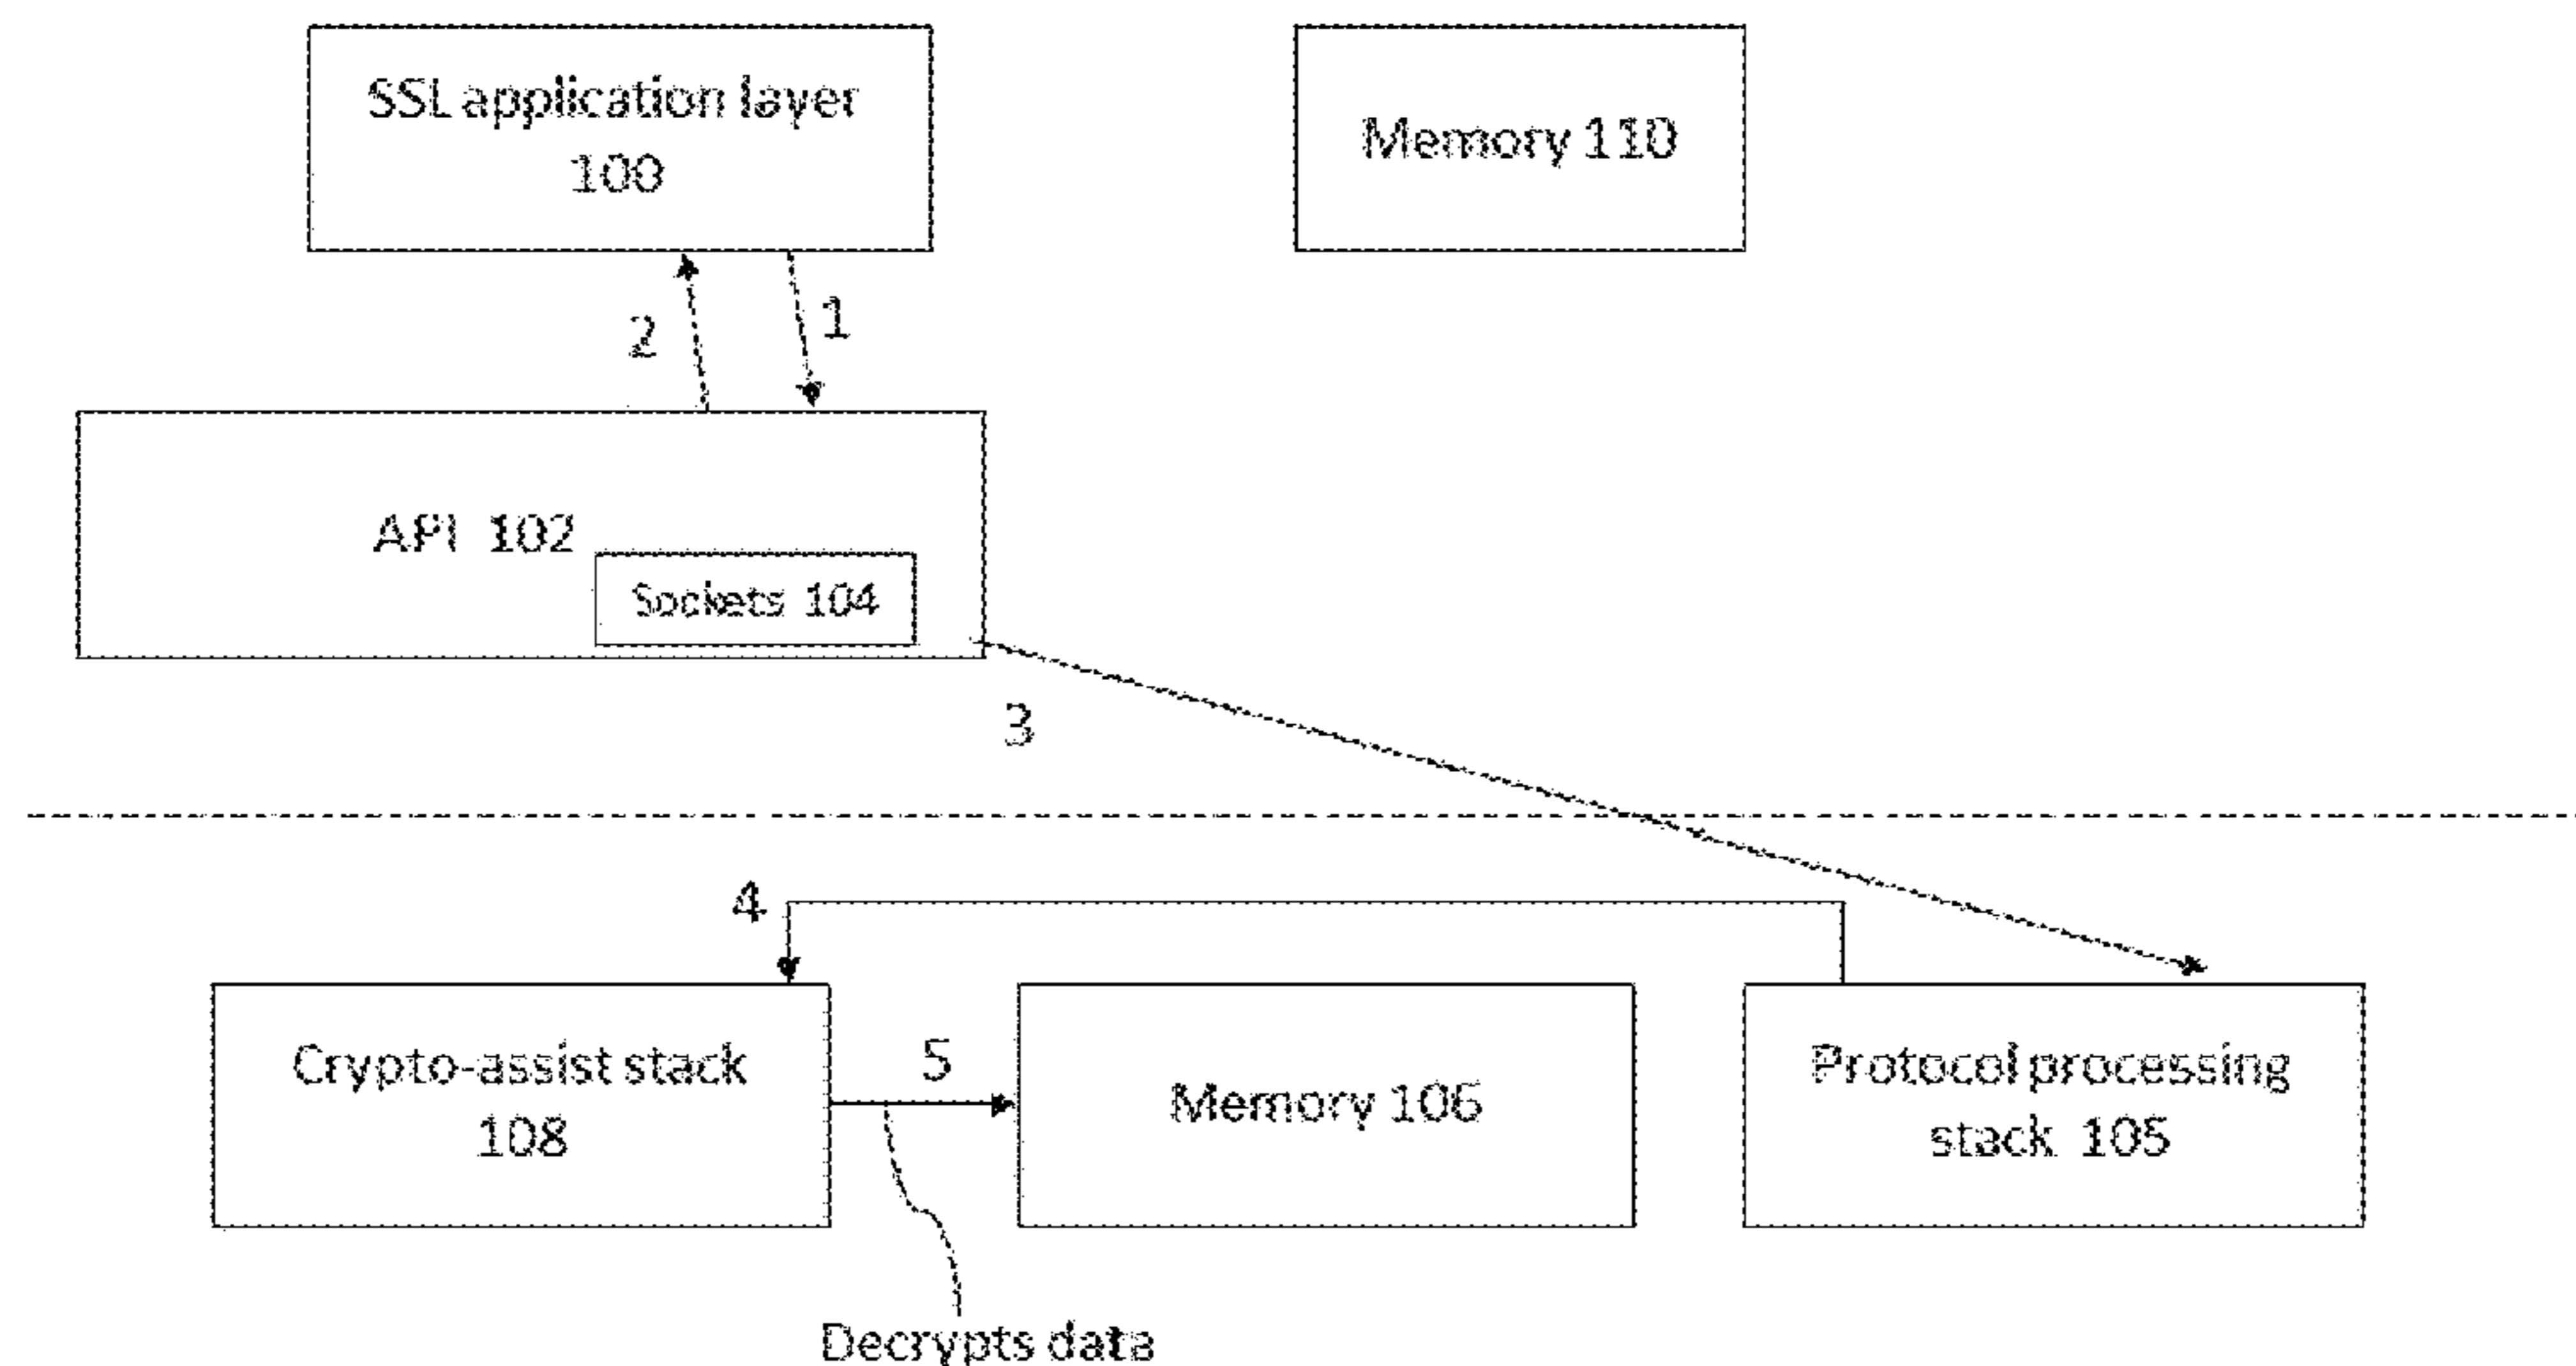 SSL application layer
100
Memory 110
2
1
API 102
Sockets 104
3
4
Crypto-assist stack
108
5
Memory 106
Protocol processing
stack 105
Decrypts data